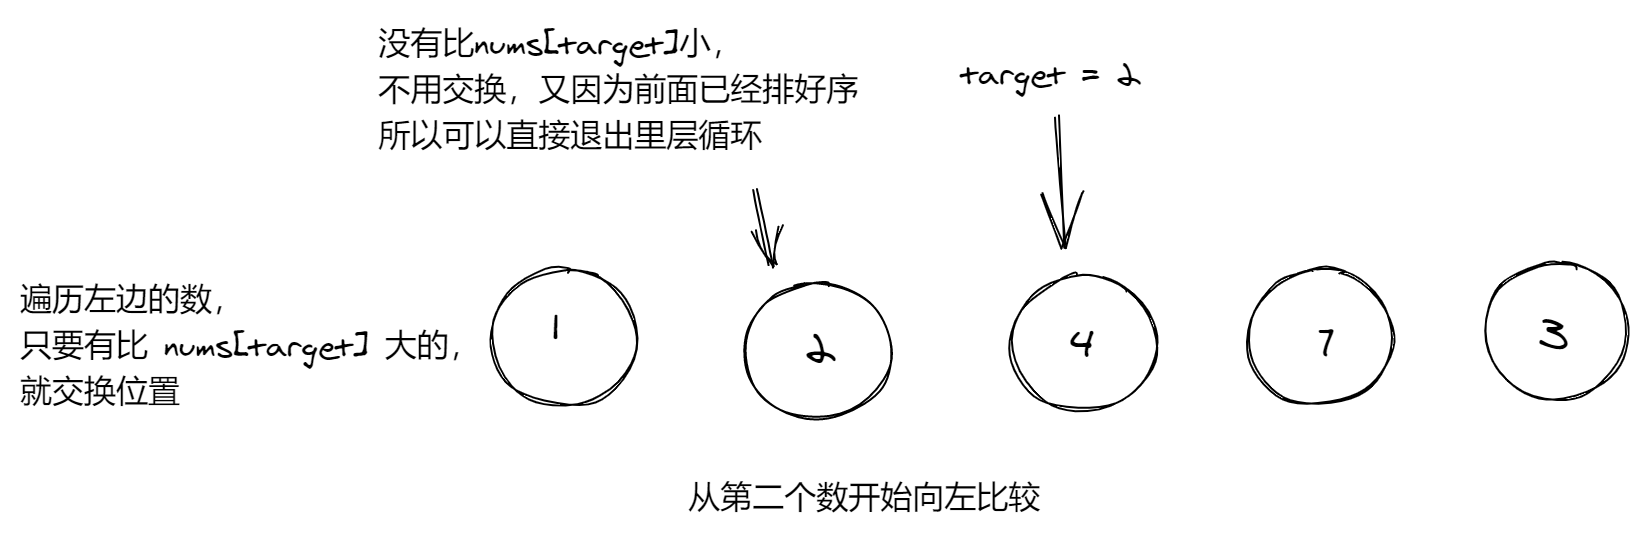 没有比nums[target]小，
不用交换，又因为前面已经排好序
所以可以直接退出里层循环
target = 2
遍历左边的数，
只要有比 nums[target] 大的，
就交换位置
1 2 4 7 3
从第二个数开始向左比较